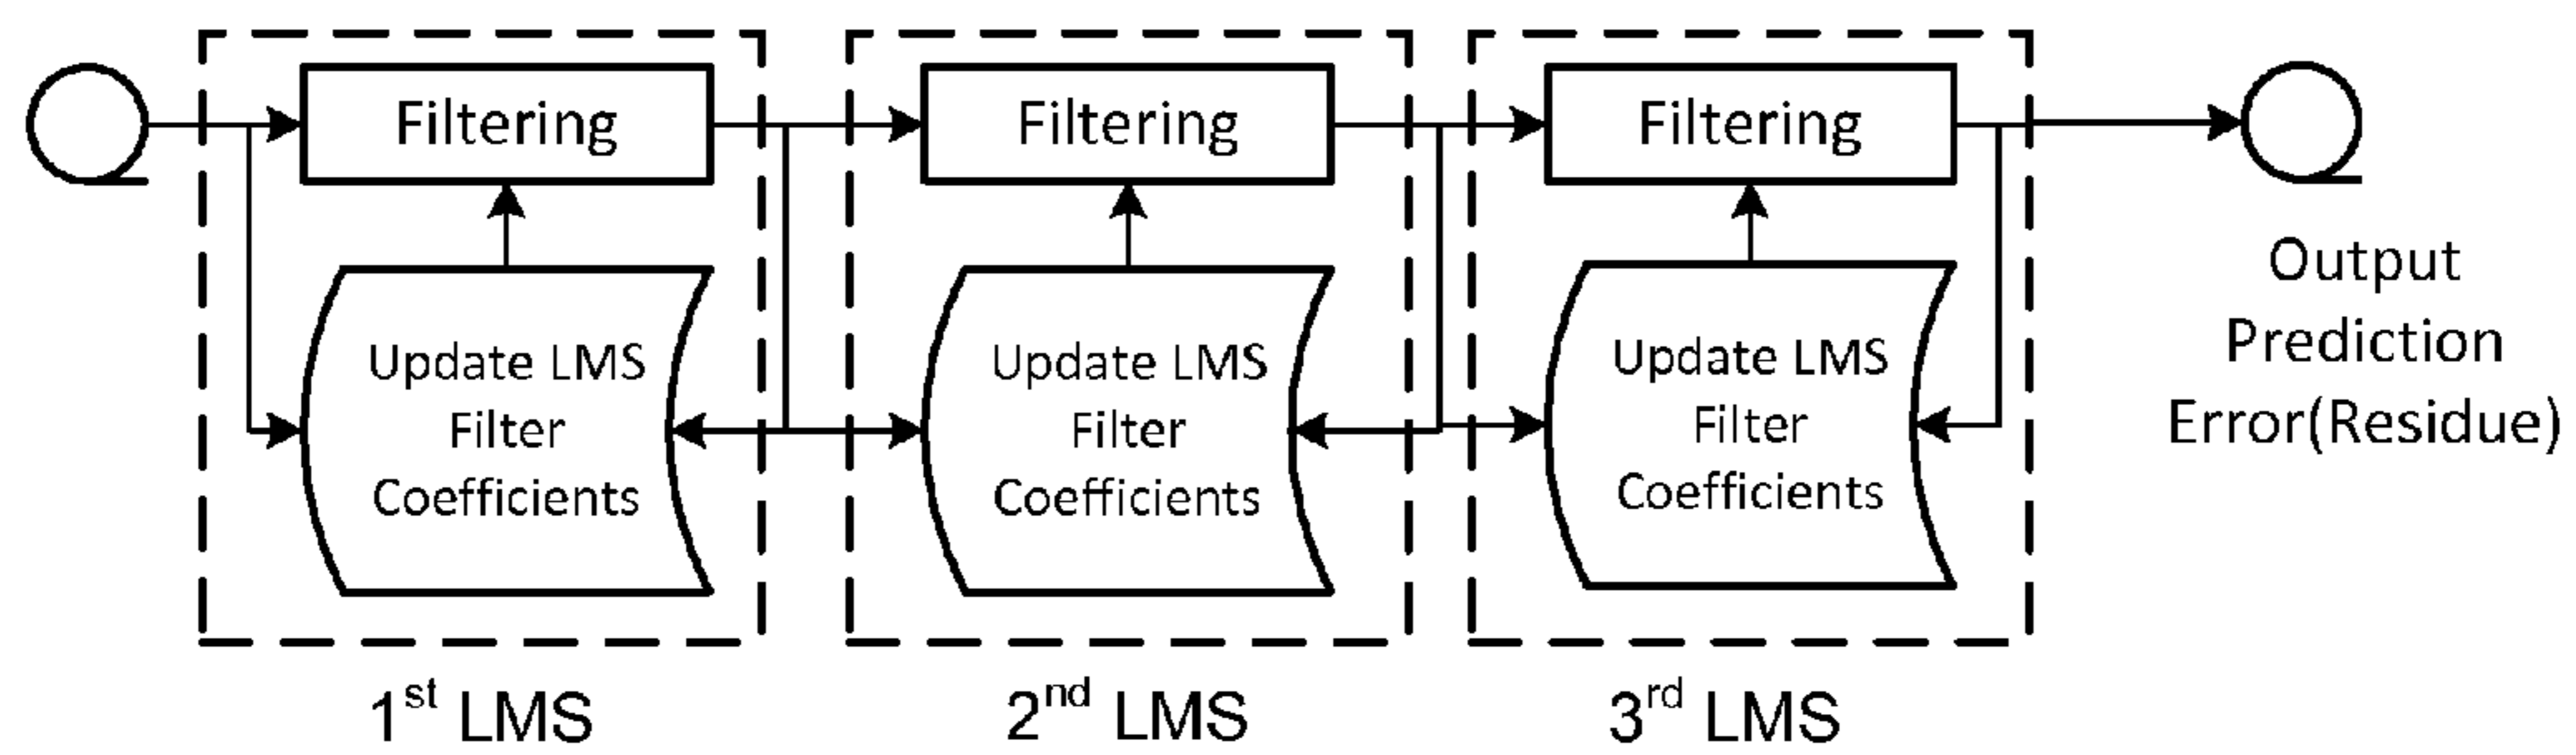 Filtering
Filtering
Filtering
Update LMS
Filter
Coefficients
Update LMS
Filter
Coefficients
Update LMS
Filter
Coefficients
Output
Prediction
Error(Residue)
1st LMS
2nd LMS
3rd LMS